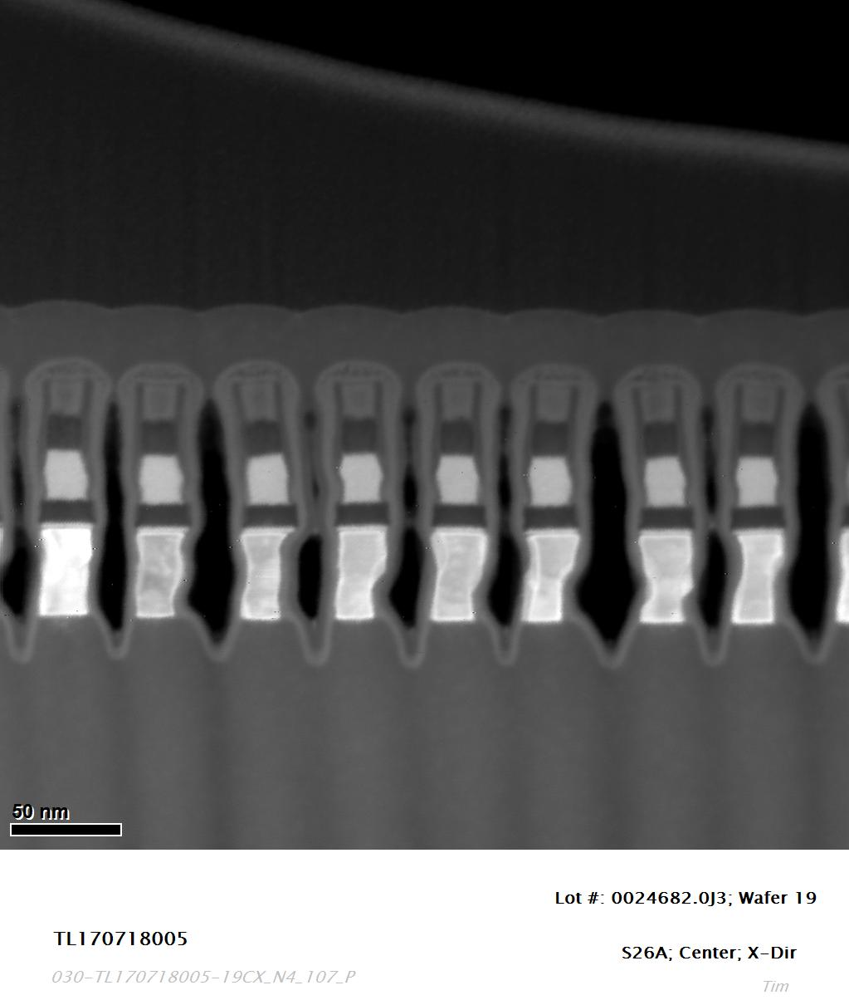 50 nm
Lot #: 0024682.0J3; Wafer 19
TL170718005
S26A; Center; X-Dir
030-TL170718005-19CX_N4_107_P
Tim